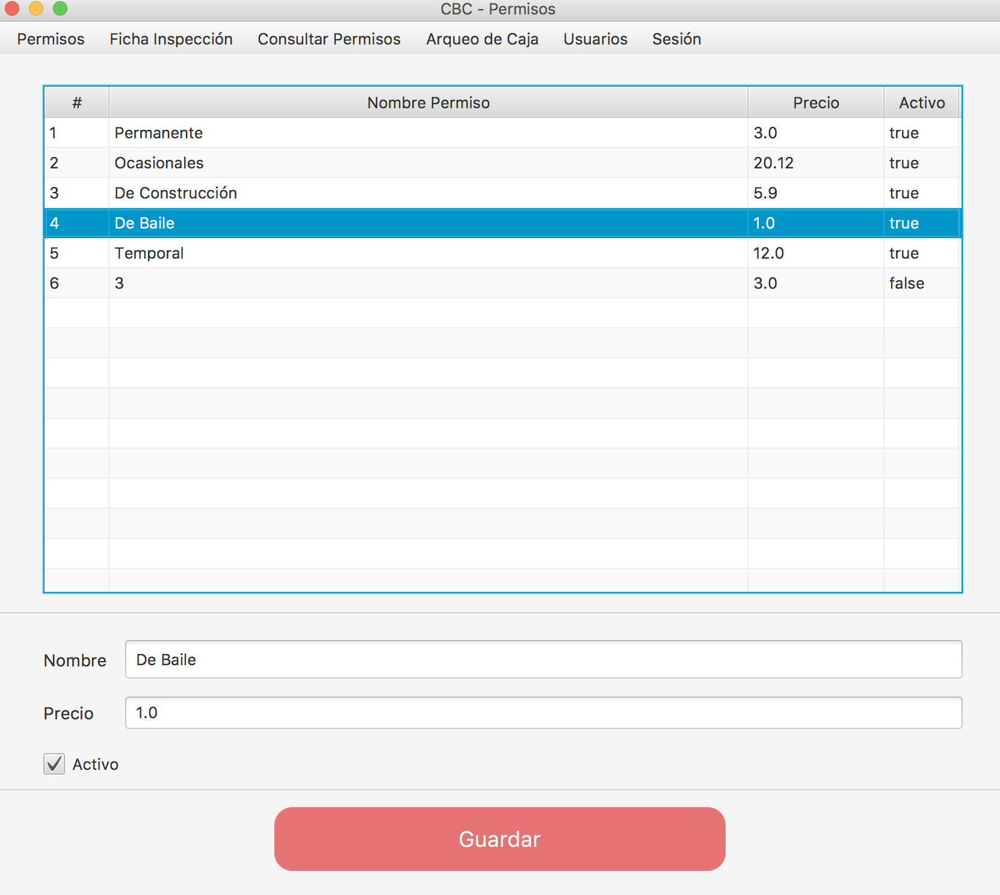 CBC - Permisos
Permisos Ficha Inspección Consultar Permisos Arqueo de Caja Usuarios Sesión
# Nombre Permiso Precio Activo
1 Permanente 3.0 true
2 Ocasionales 20.12 true
3 De Construcción 5.9 true
4 De Baile 1.0 true
5 Temporal 12.0 true
6 3 3.0 false
Nombre De Baile
Precio 1.0
Activo
Guardar